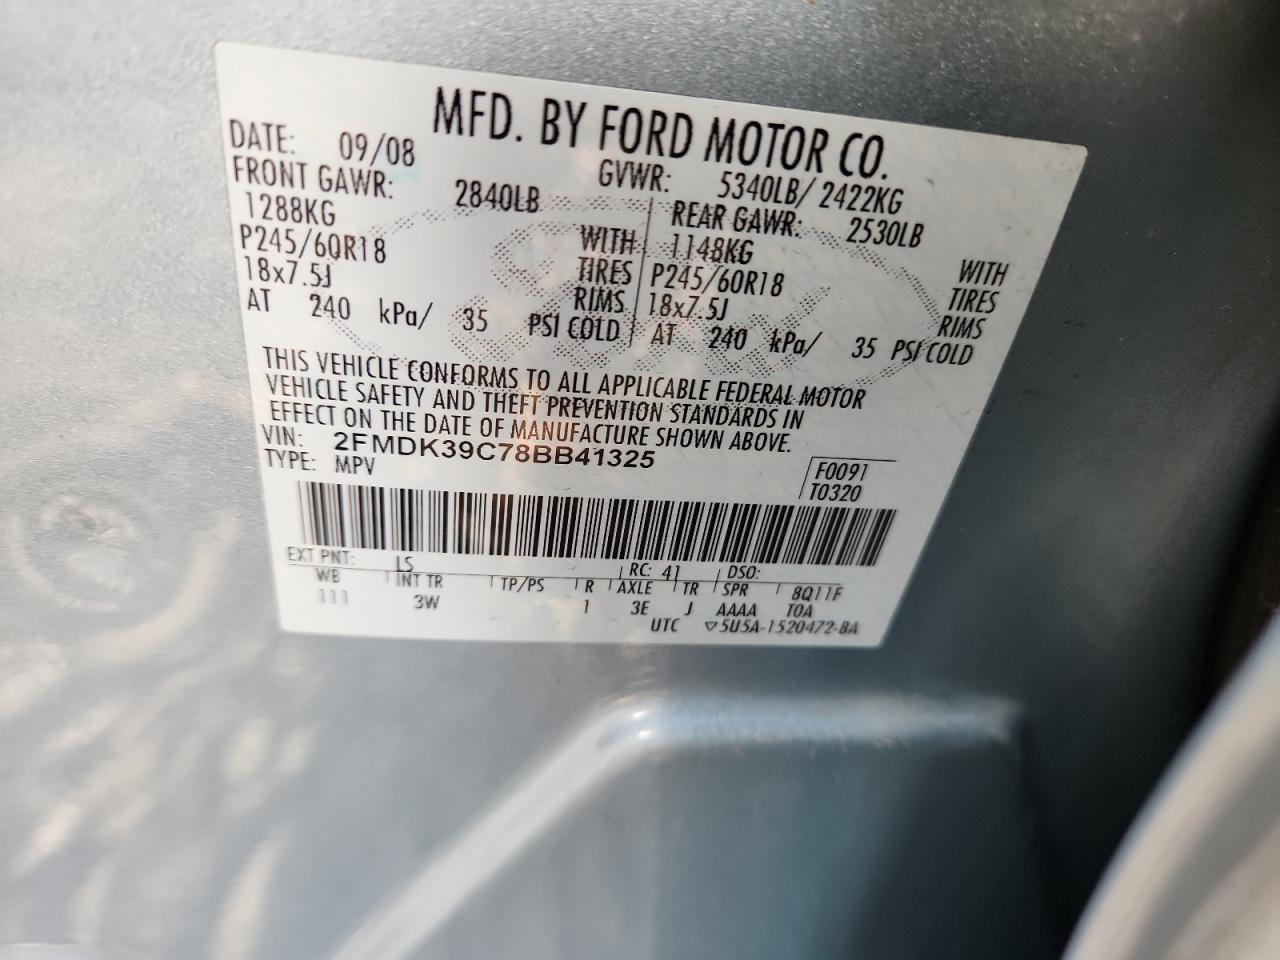 MFD. BY FORD MOTOR CO.
DATE: 09/08 GVWR: 5340LB/ 2422KG
FRONT GAWR: 2840LB REAR GAWR: 2530LB
1288KG WITH 1148KG WITH
P245/60R18 TIRES P245/60R18 TIRES
18x7.5J RIMS 18x7.5J RIMS
AT 240 kPa/ 35 PSI COLD AT 240 kPa/ 35 PSI COLD
THIS VEHICLE CONFORMS TO ALL APPLICABLE FEDERAL MOTOR
VEHICLE SAFETY AND THEFT PREVENTION STANDARDS IN
EFFECT ON THE DATE OF MANUFACTURE SHOWN ABOVE.
VIN: 2FMDK39C78BB41325 F0091
TYPE: MPV T0320
EXT PNT: LS RC: 41 DSO:
WB INT TR TP/PS R AXLE TR SPR 8Q11F
111 3W 1 3E J AAAA TOA
UTC ▽5U5A-1520472-BA